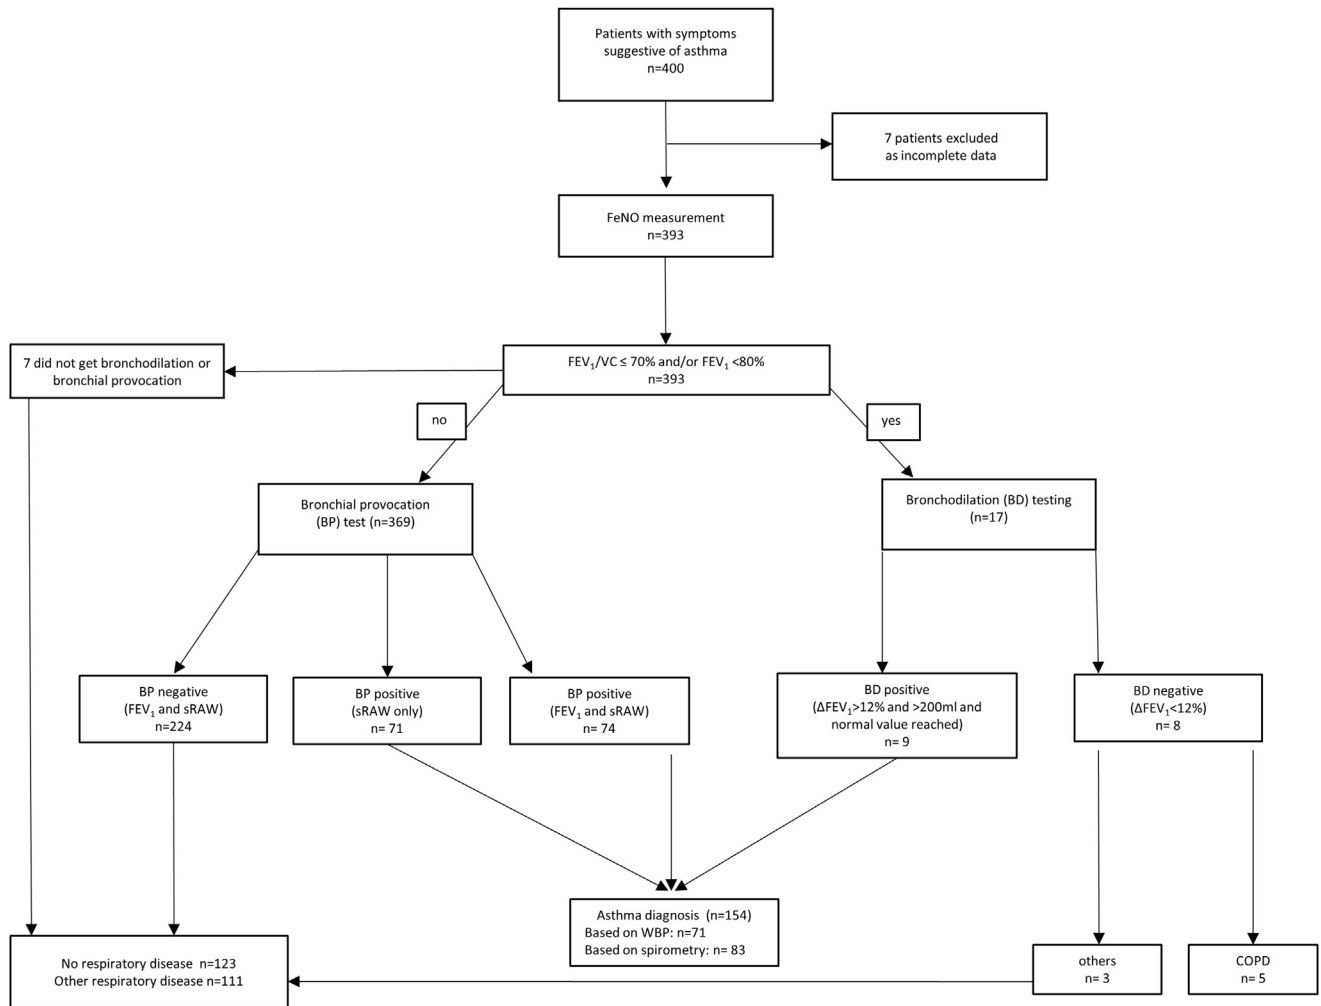 Patients with symptoms
suggestive of asthma
n=400
7 patients excluded
as incomplete data
FeNO measurement
n=393
7 did not get bronchodilation or
bronchial provocation
FEV₁/VC ≤ 70% and/or FEV₁ <80%
n=393
no
yes
Bronchial provocation
(BP) test (n=369)
Bronchodilation (BD) testing
(n=17)
BP negative
(FEV₁ and sRAW)
n=224
BP positive
(sRAW only)
n= 71
BP positive
(FEV₁ and sRAW)
n= 74
BD positive
(ΔFEV₁>12% and >200ml and
normal value reached)
n= 9
BD negative
(ΔFEV₁<12%)
n= 8
Asthma diagnosis (n=154)
Based on WBP: n=71
Based on spirometry: n= 83
No respiratory disease n=123
Other respiratory disease n=111
others
n= 3
COPD
n= 5